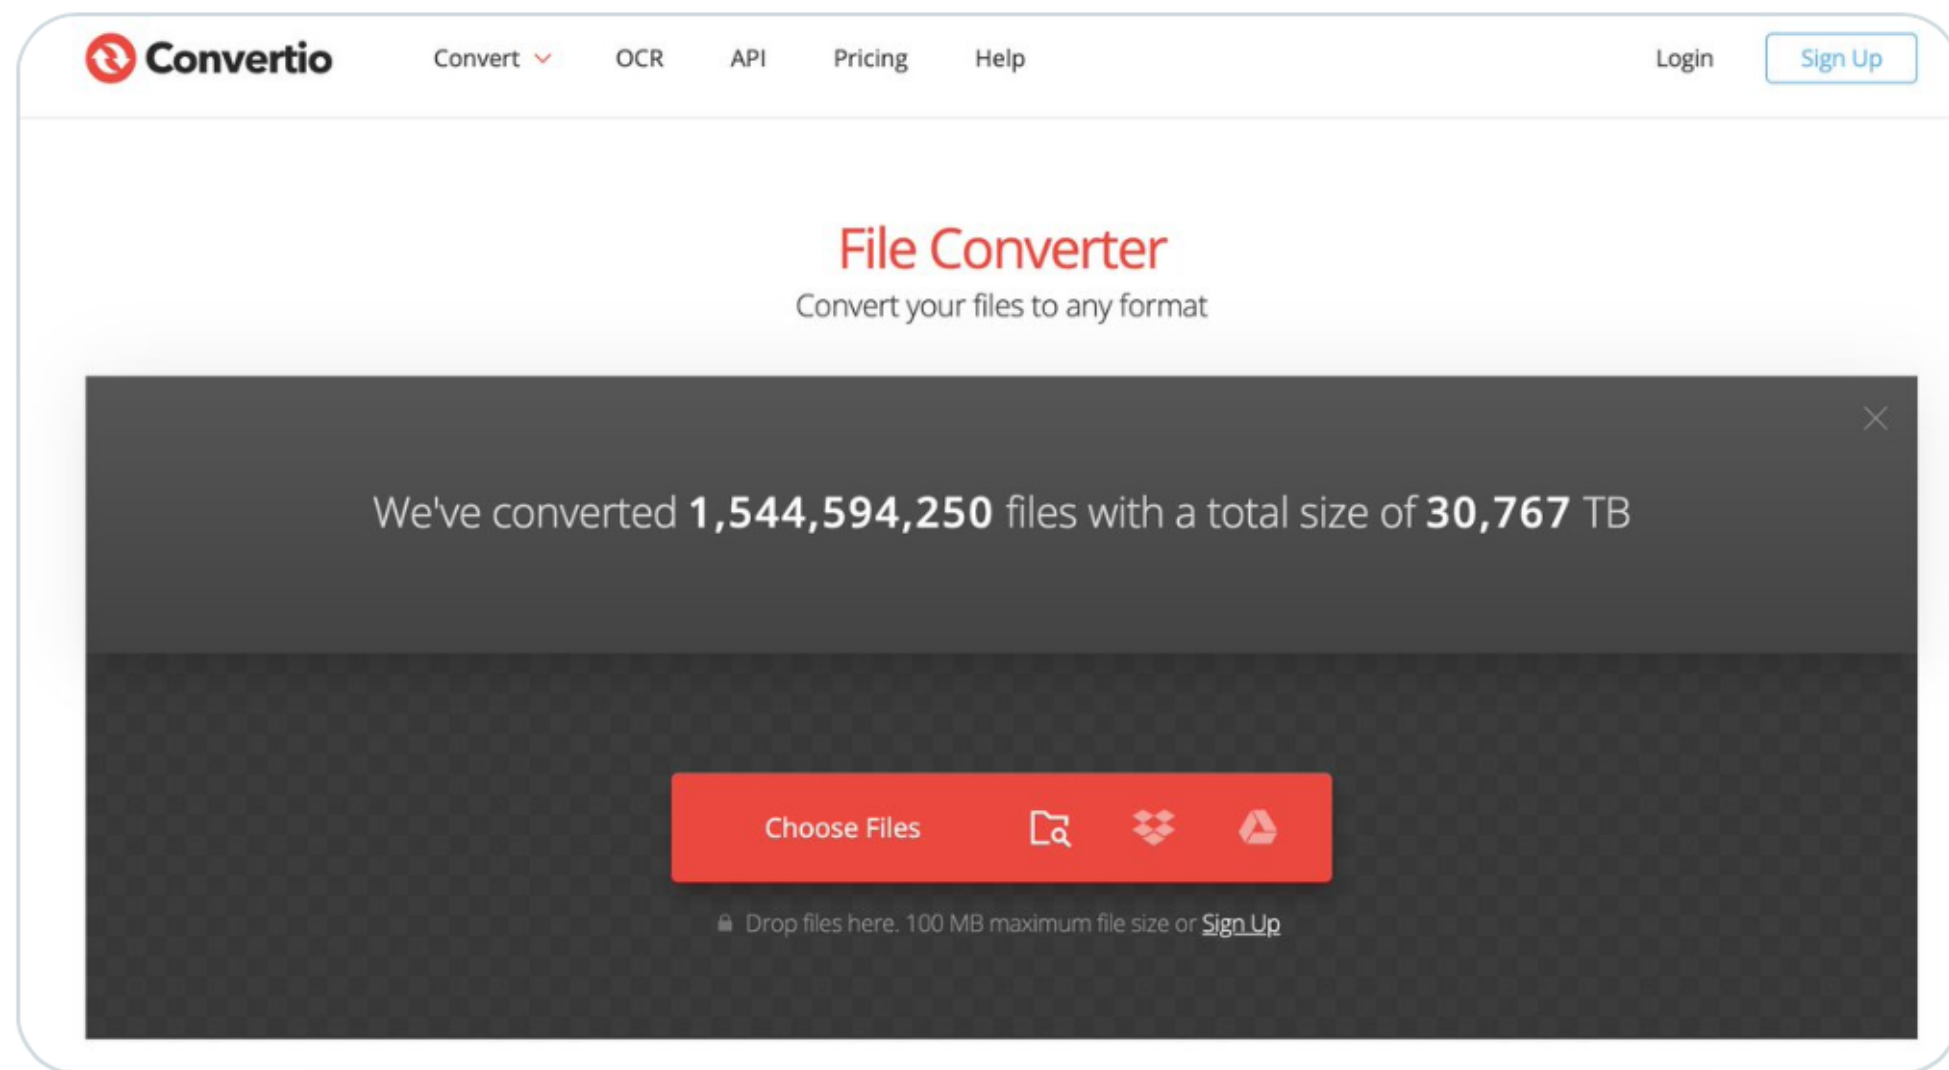 Convertio
Convert OCR API Pricing Help
Login Sign Up
File Converter
Convert your files to any format
We've converted 1,544,594,250 files with a total size of 30,767 TB
Choose Files
Drop files here. 100 MB maximum file size or Sign Up